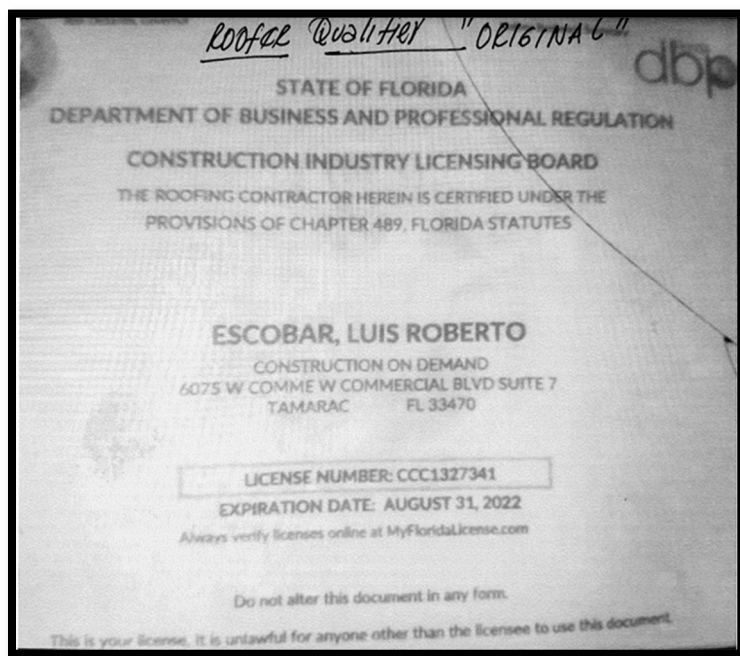 ROOFER Qualifier "ORIGINAL"
dbp
STATE OF FLORIDA
DEPARTMENT OF BUSINESS AND PROFESSIONAL REGULATION
CONSTRUCTION INDUSTRY LICENSING BOARD
THE ROOFING CONTRACTOR HEREIN IS CERTIFIED UNDER THE
PROVISIONS OF CHAPTER 489, FLORIDA STATUTES
ESCOBAR, LUIS ROBERTO
CONSTRUCTION ON DEMAND
6075 W COMME W COMMERCIAL BLVD SUITE 7
TAMARAC FL 33470
LICENSE NUMBER: CCC1327341
EXPIRATION DATE: AUGUST 31, 2022
Always verify licenses online at MyFloridaLicense.com
Do not alter this document in any form.
This is your license. It is unlawful for anyone other than the licensee to use this document.